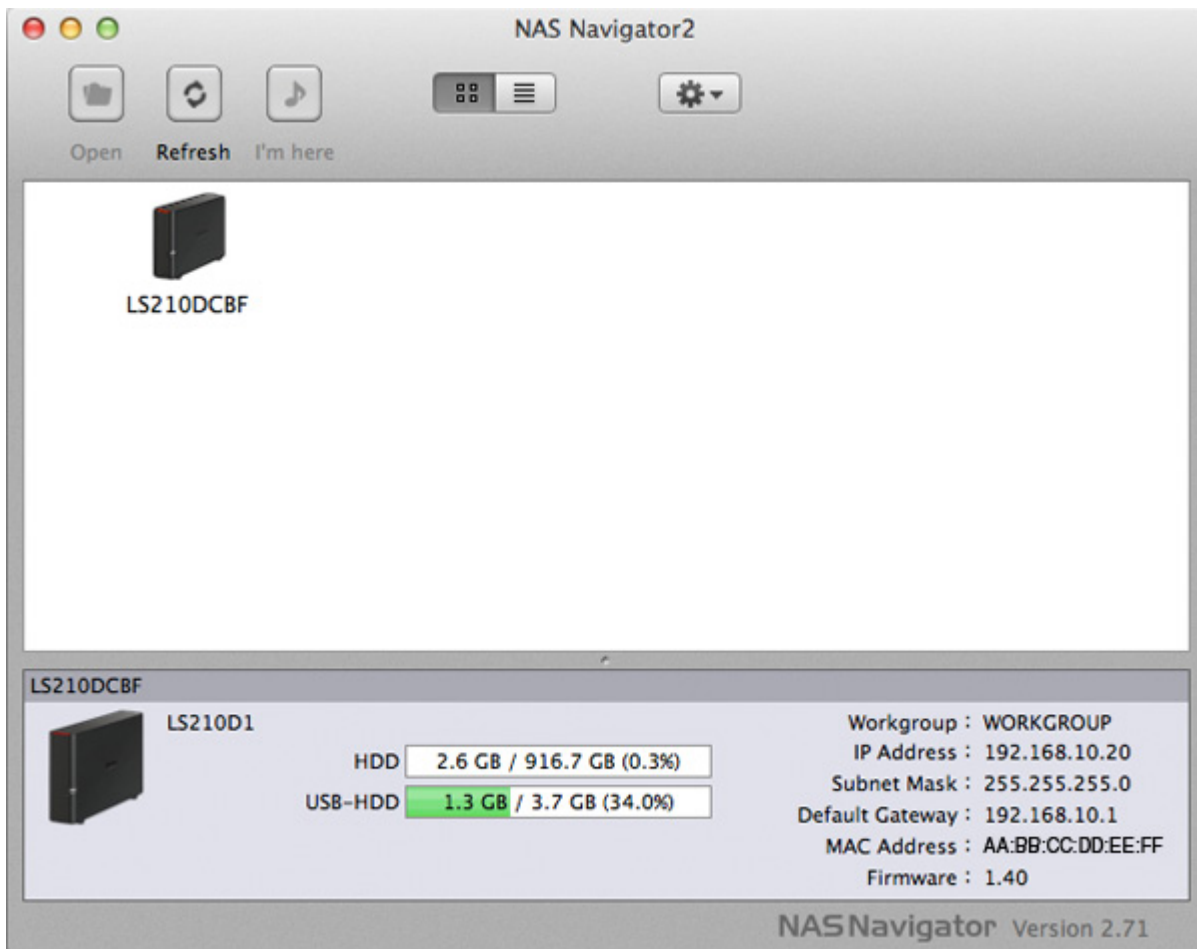 NAS Navigator2
Open Refresh I'm here
LS210DCBF
LS210DCBF
LS210D1
HDD 2.6 GB / 916.7 GB (0.3%)
USB-HDD 1.3 GB / 3.7 GB (34.0%)
Workgroup : WORKGROUP
IP Address : 192.168.10.20
Subnet Mask : 255.255.255.0
Default Gateway : 192.168.10.1
MAC Address : AA:BB:CC:DD:EE:FF
Firmware : 1.40
NAS Navigator Version 2.71